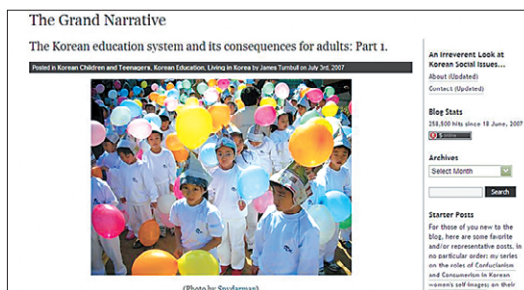 The Grand Narrative
The Korean education system and its consequences for adults: Part 1.
Posted in Korean Children and Teenagers, Korean Education, Living in Korea by James Turnbull on July 3rd, 2007
(Photo by Spudarman)
An Irreverent Look at
Korean Social Issues...
About (Updated)
Contact (Updated)
Blog Stats
258,500 hits since 18 June, 2007
Archives
Select Month
Search
Starter Posts
For those of you new to the
blog, here are some favorite
and/or representative posts, in
no particular order: my series
on the roles of Confucianism
and Consumerism in Korean
women's self-images; on their